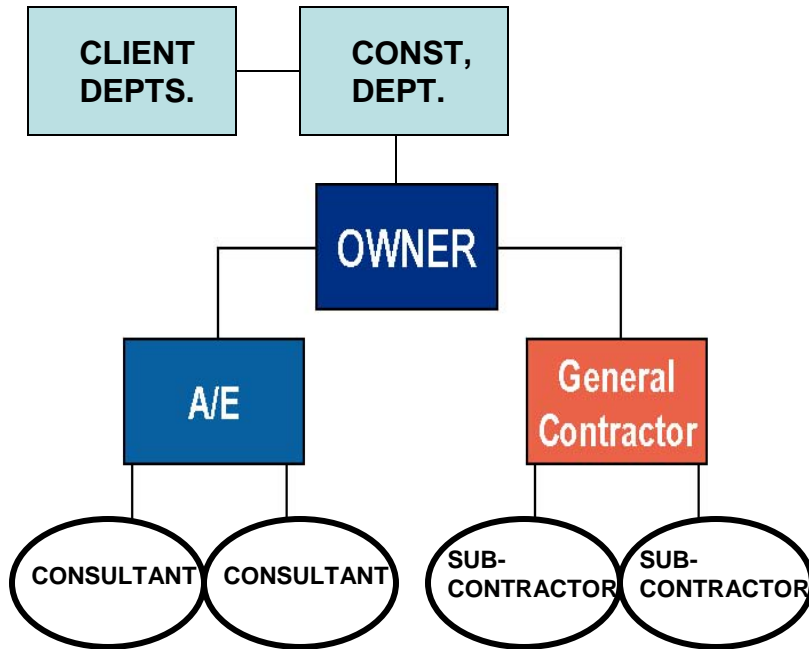 CLIENT
DEPTS.
CONST,
DEPT.
OWNER
A/E
General
Contractor
CONSULTANT
CONSULTANT
SUB-
CONTRACTOR
SUB-
CONTRACTOR